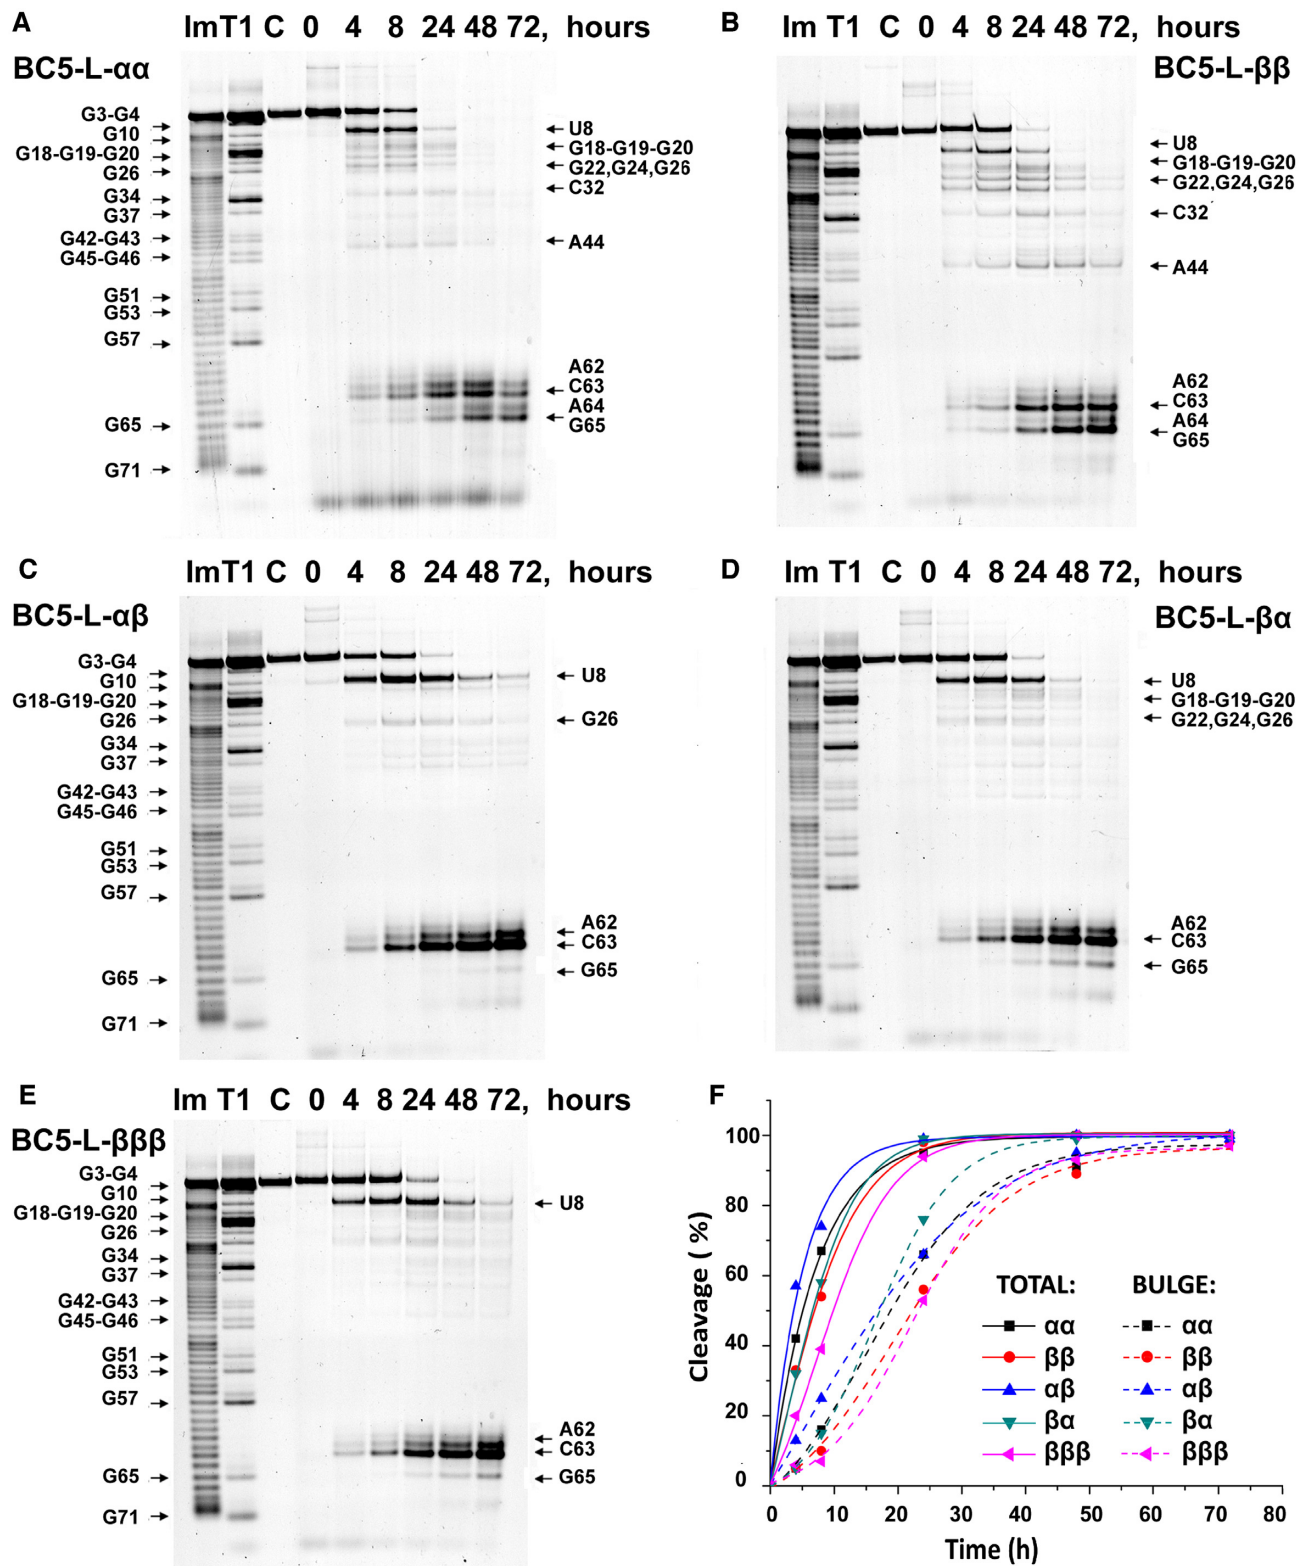 A
Im T1 C 0 4 8 24 48 72, hours
BC5-L-αα
G3-G4
G10
G18-G19-G20
G26
G34
G37
G42-G43
G45-G46
G51
G53
G57
G65
G71
U8
G18-G19-G20
G22,G24,G26
C32
A44
A62
C63
A64
G65
B
Im T1 C 0 4 8 24 48 72, hours
BC5-L-ββ
U8
G18-G19-G20
G22,G24,G26
C32
A44
A62
C63
A64
G65
C
Im T1 C 0 4 8 24 48 72, hours
BC5-L-αβ
G3-G4
G10
G18-G19-G20
G26
G34
G37
G42-G43
G45-G46
G51
G53
G57
G65
G71
U8
G26
A62
C63
G65
D
Im T1 C 0 4 8 24 48 72, hours
BC5-L-βα
U8
G18-G19-G20
G22,G24,G26
A62
C63
G65
E
Im T1 C 0 4 8 24 48 72, hours
BC5-L-βββ
G3-G4
G10
G18-G19-G20
G26
G34
G37
G42-G43
G45-G46
G51
G53
G57
G65
G71
U8
A62
C63
G65
F
Cleavage ( %)
100
80
60
40
20
0
TOTAL: BULGE:
αα αα
ββ ββ
αβ αβ
βα βα
βββ βββ
0 10 20 30 40 50 60 70 80
Time (h)